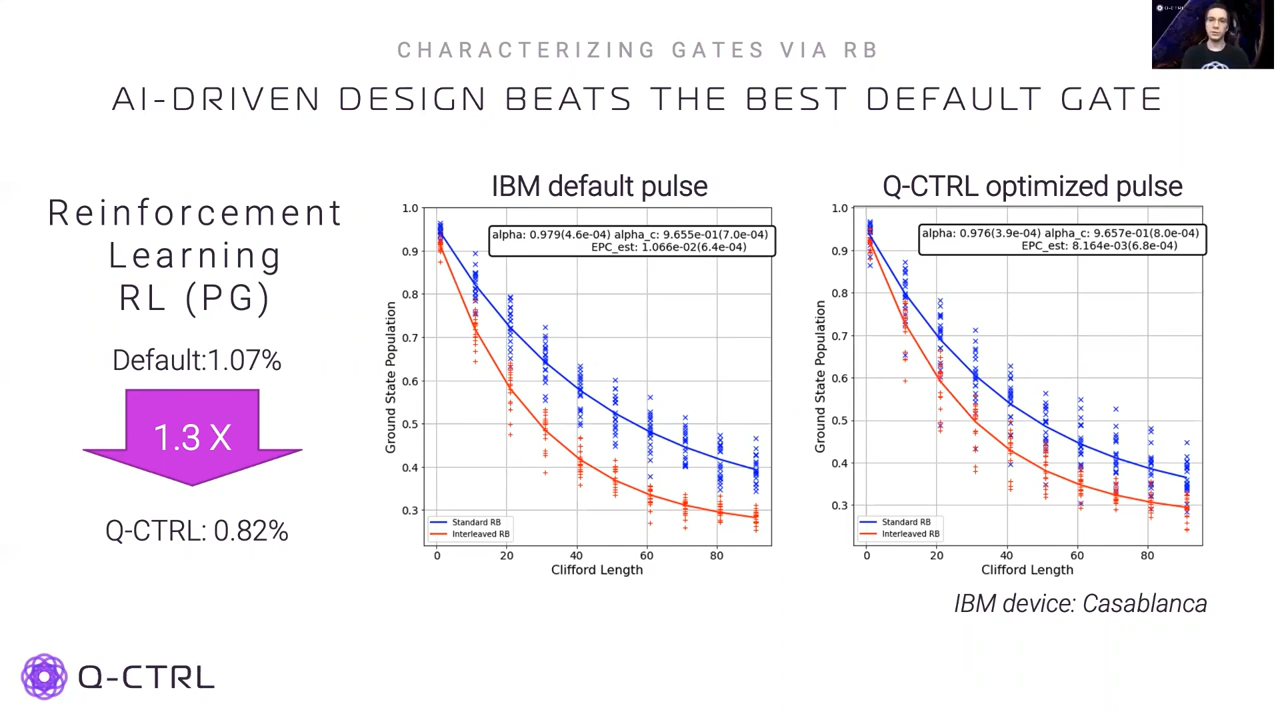 CHARACTERIZING GATES VIA RB
AI-DRIVEN DESIGN BEATS THE BEST DEFAULT GATE
Reinforcement
Learning
RL (PG)
Default:1.07%
1.3 X
Q-CTRL: 0.82%
IBM default pulse
1.0
0.9
0.8
0.7
0.6
0.5
0.4
0.3
Ground State Population
alpha: 0.979(4.6e-04) alpha_c: 9.655e-01(7.0e-04)
EPC_est: 1.066e-02(6.4e-04)
Standard RB
Interleaved RB
0 20 40 60 80
Clifford Length
Q-CTRL optimized pulse
1.0
0.9
0.8
0.7
0.6
0.5
0.4
0.3
Ground State Population
alpha: 0.976(3.9e-04) alpha_c: 9.657e-01(8.0e-04)
EPC_est: 8.164e-03(6.8e-04)
Standard RB
Interleaved RB
0 20 40 60 80
Clifford Length
IBM device: Casablanca
Q-CTRL